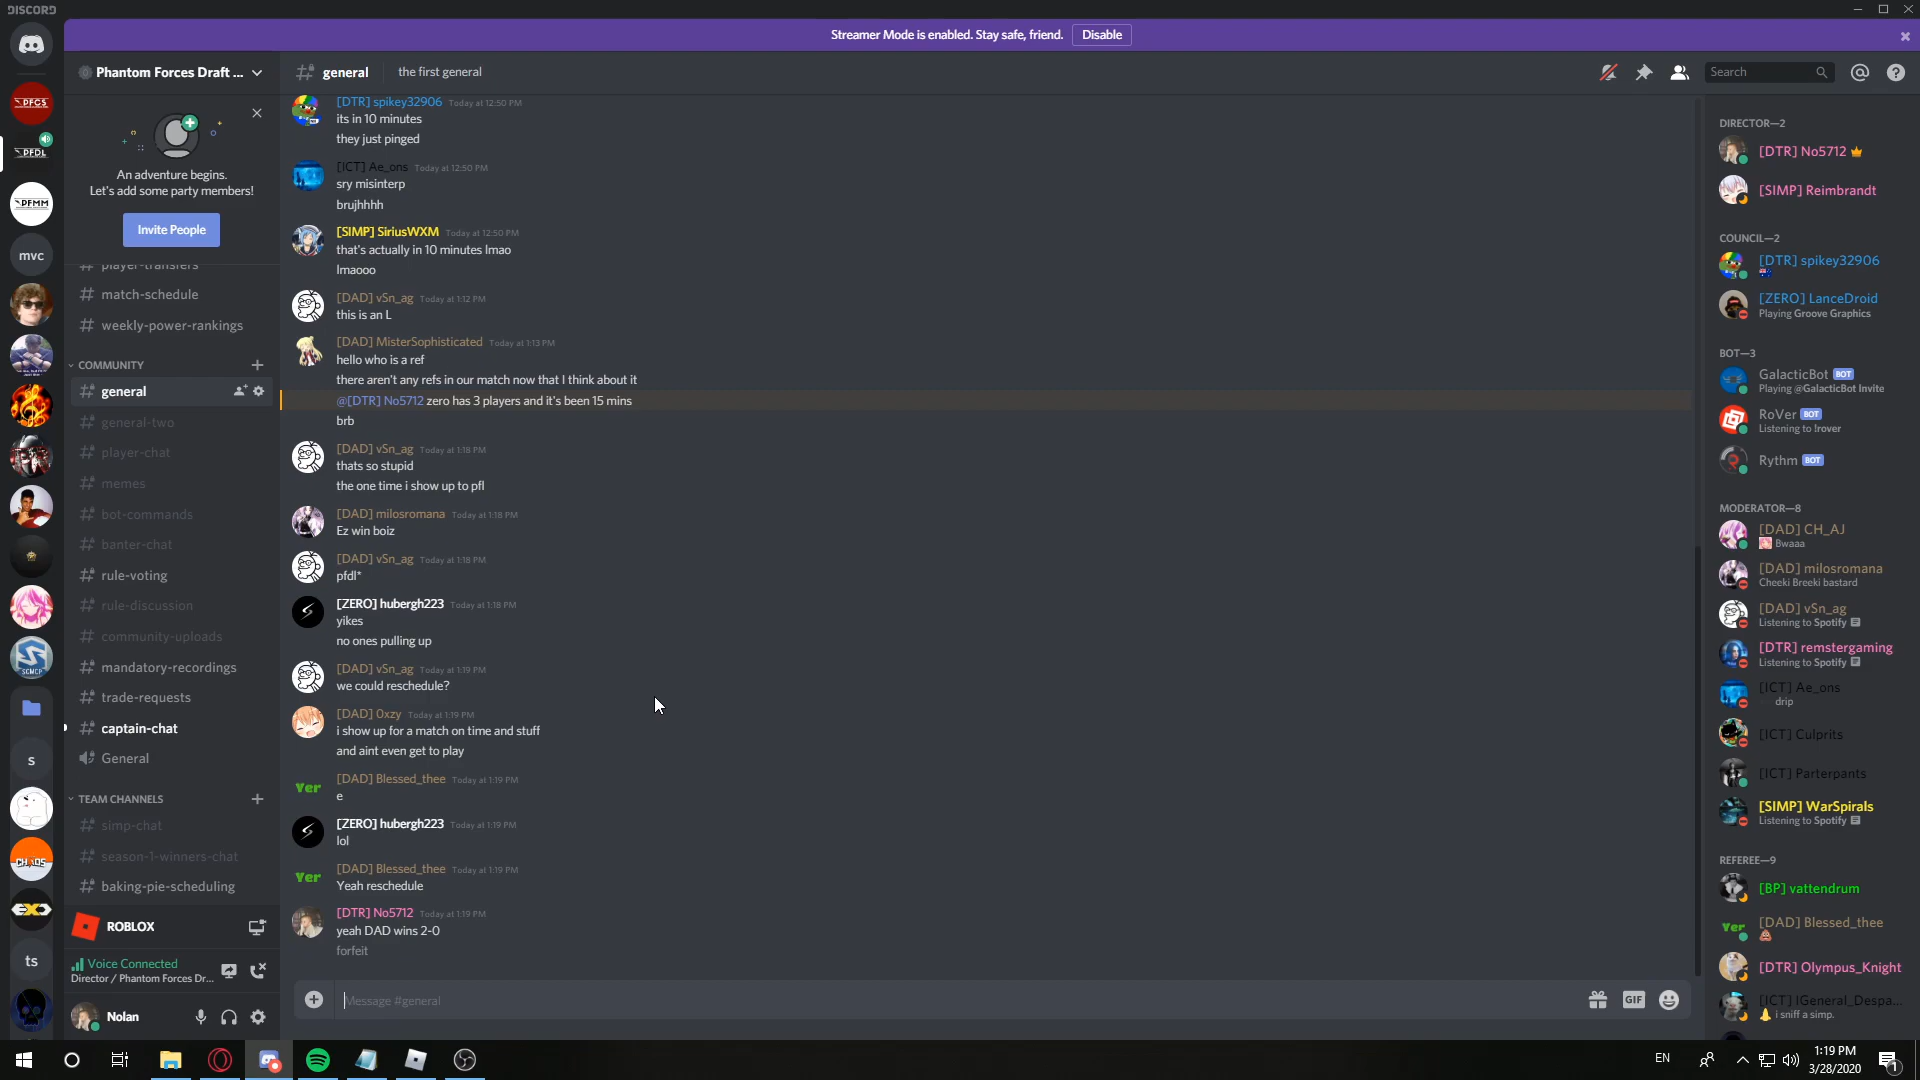 DISCORD
Streamer Mode is enabled. Stay safe, friend.
Disable
PFCS
PFDL
PFMM
mvc
SCMCP
s
CHAOS
EXO
ts
Phantom Forces Draft ...
An adventure begins.
Let's add some party members!
Invite People
player-transfers
match-schedule
weekly-power-rankings
COMMUNITY
general
general-two
player-chat
memes
bot-commands
banter-chat
rule-voting
rule-discussion
community-uploads
mandatory-recordings
trade-requests
captain-chat
General
TEAM CHANNELS
simp-chat
season-1-winners-chat
baking-pie-scheduling
ROBLOX
Voice Connected
Director / Phantom Forces Dr...
Nolan
general
the first general
Search
[DTR] spikey32906 Today at 12:50 PM
its in 10 minutes
they just pinged
[ICT] Ae_ons Today at 12:50 PM
sry misinterp
brujhhhh
[SIMP] SiriusWXM Today at 12:50 PM
that's actually in 10 minutes lmao
lmaooo
[DAD] vSn_ag Today at 1:12 PM
this is an L
[DAD] MisterSophisticated Today at 1:13 PM
hello who is a ref
there aren't any refs in our match now that I think about it
@[DTR] No5712 zero has 3 players and it's been 15 mins
brb
[DAD] vSn_ag Today at 1:18 PM
thats so stupid
the one time i show up to pfl
[DAD] milosromana Today at 1:18 PM
Ez win boiz
[DAD] vSn_ag Today at 1:18 PM
pfdl*
[ZERO] hubergh223 Today at 1:18 PM
yikes
no ones pulling up
[DAD] vSn_ag Today at 1:19 PM
we could reschedule?
[DAD] 0xzy Today at 1:19 PM
i show up for a match on time and stuff
and aint even get to play
Yer
[DAD] Blessed_thee Today at 1:19 PM
e
[ZERO] hubergh223 Today at 1:19 PM
lol
Yer
[DAD] Blessed_thee Today at 1:19 PM
Yeah reschedule
[DTR] No5712 Today at 1:19 PM
yeah DAD wins 2-0
forfeit
Message #general
GIF
DIRECTOR—2
[DTR] No5712
[SIMP] Reimbrandt
COUNCIL—2
[DTR] spikey32906
[ZERO] LanceDroid
Playing Groove Graphics
BOT—3
GalacticBot BOT
Playing @GalacticBot Invite
RoVer BOT
Listening to !rover
Rythm BOT
MODERATOR—8
[DAD] CH_AJ
Bwaaa
[DAD] milosromana
Cheeki Breeki bastard
[DAD] vSn_ag
Listening to Spotify
[DTR] remstergaming
Listening to Spotify
[ICT] Ae_ons
drip
[ICT] Culprits
[ICT] Parterpants
[SIMP] WarSpirals
Listening to Spotify
REFEREE—9
[BP] vattendrum
Yer
[DAD] Blessed_thee
[DTR] Olympus_Knight
[ICT] IGeneral_Despa...
i sniff a simp.
EN
1:19 PM
3/28/2020
1